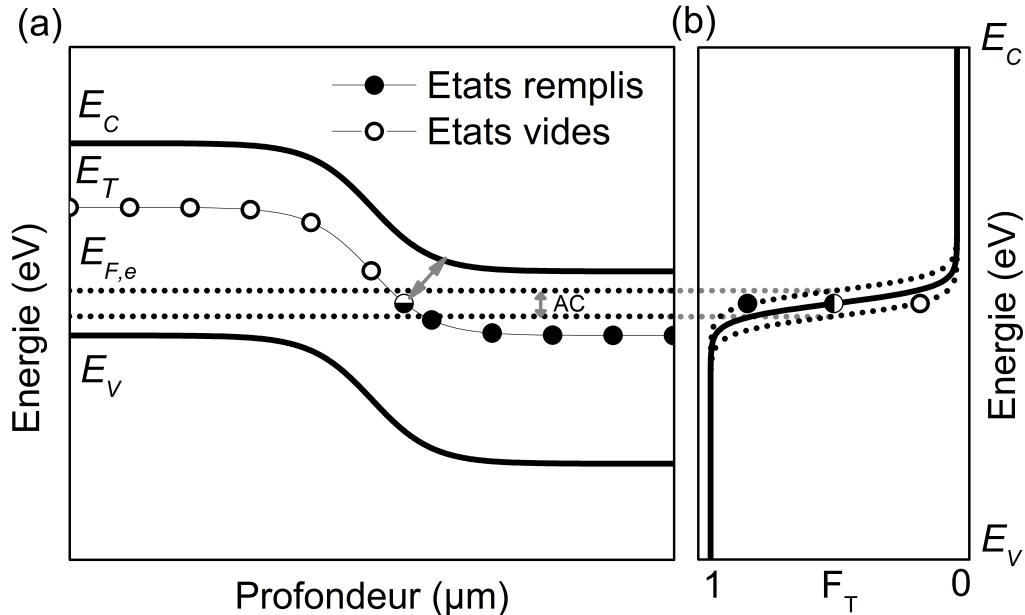 (a)
(b)
E_C
Etats remplis
Etats vides
E_C
E_T
E_F,e
AC
E_V
E_V
Energie (eV)
Energie (eV)
Profondeur (µm)
1 F_T 0